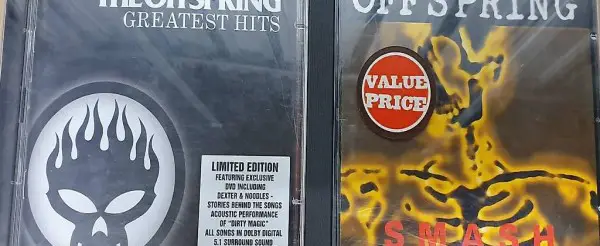 THE OFFSPRING
GREATEST HITS
LIMITED EDITION
FEATURING EXCLUSIVE
DVD INCLUDING
DEXTER & NOODLES -
STORIES BEHIND THE SONGS
ACOUSTIC PERFORMANCE
OF "DIRTY MAGIC"
ALL SONGS IN DOLBY DIGITAL
5.1 SURROUND SOUND
OFFSPRING
VALUE
PRICE
SMASH